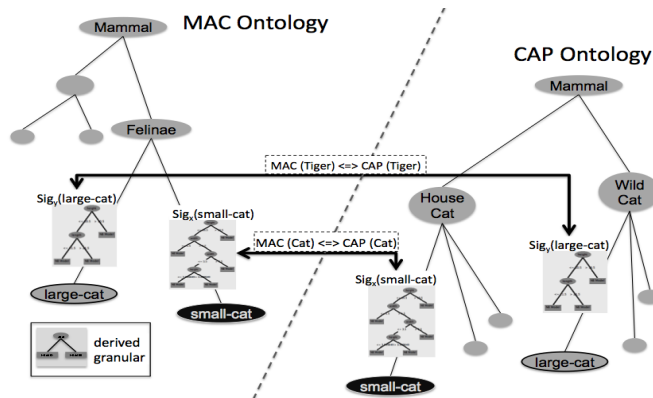 MAC Ontology
Mammal
Felinae
Sigy(large-cat)
Sigx(small-cat)
large-cat
small-cat
derived
granular
MAC (Tiger) <=> CAP (Tiger)
MAC (Cat) <=> CAP (Cat)
CAP Ontology
Mammal
House
Cat
Wild
Cat
Sigx(small-cat)
Sigy(large-cat)
small-cat
large-cat